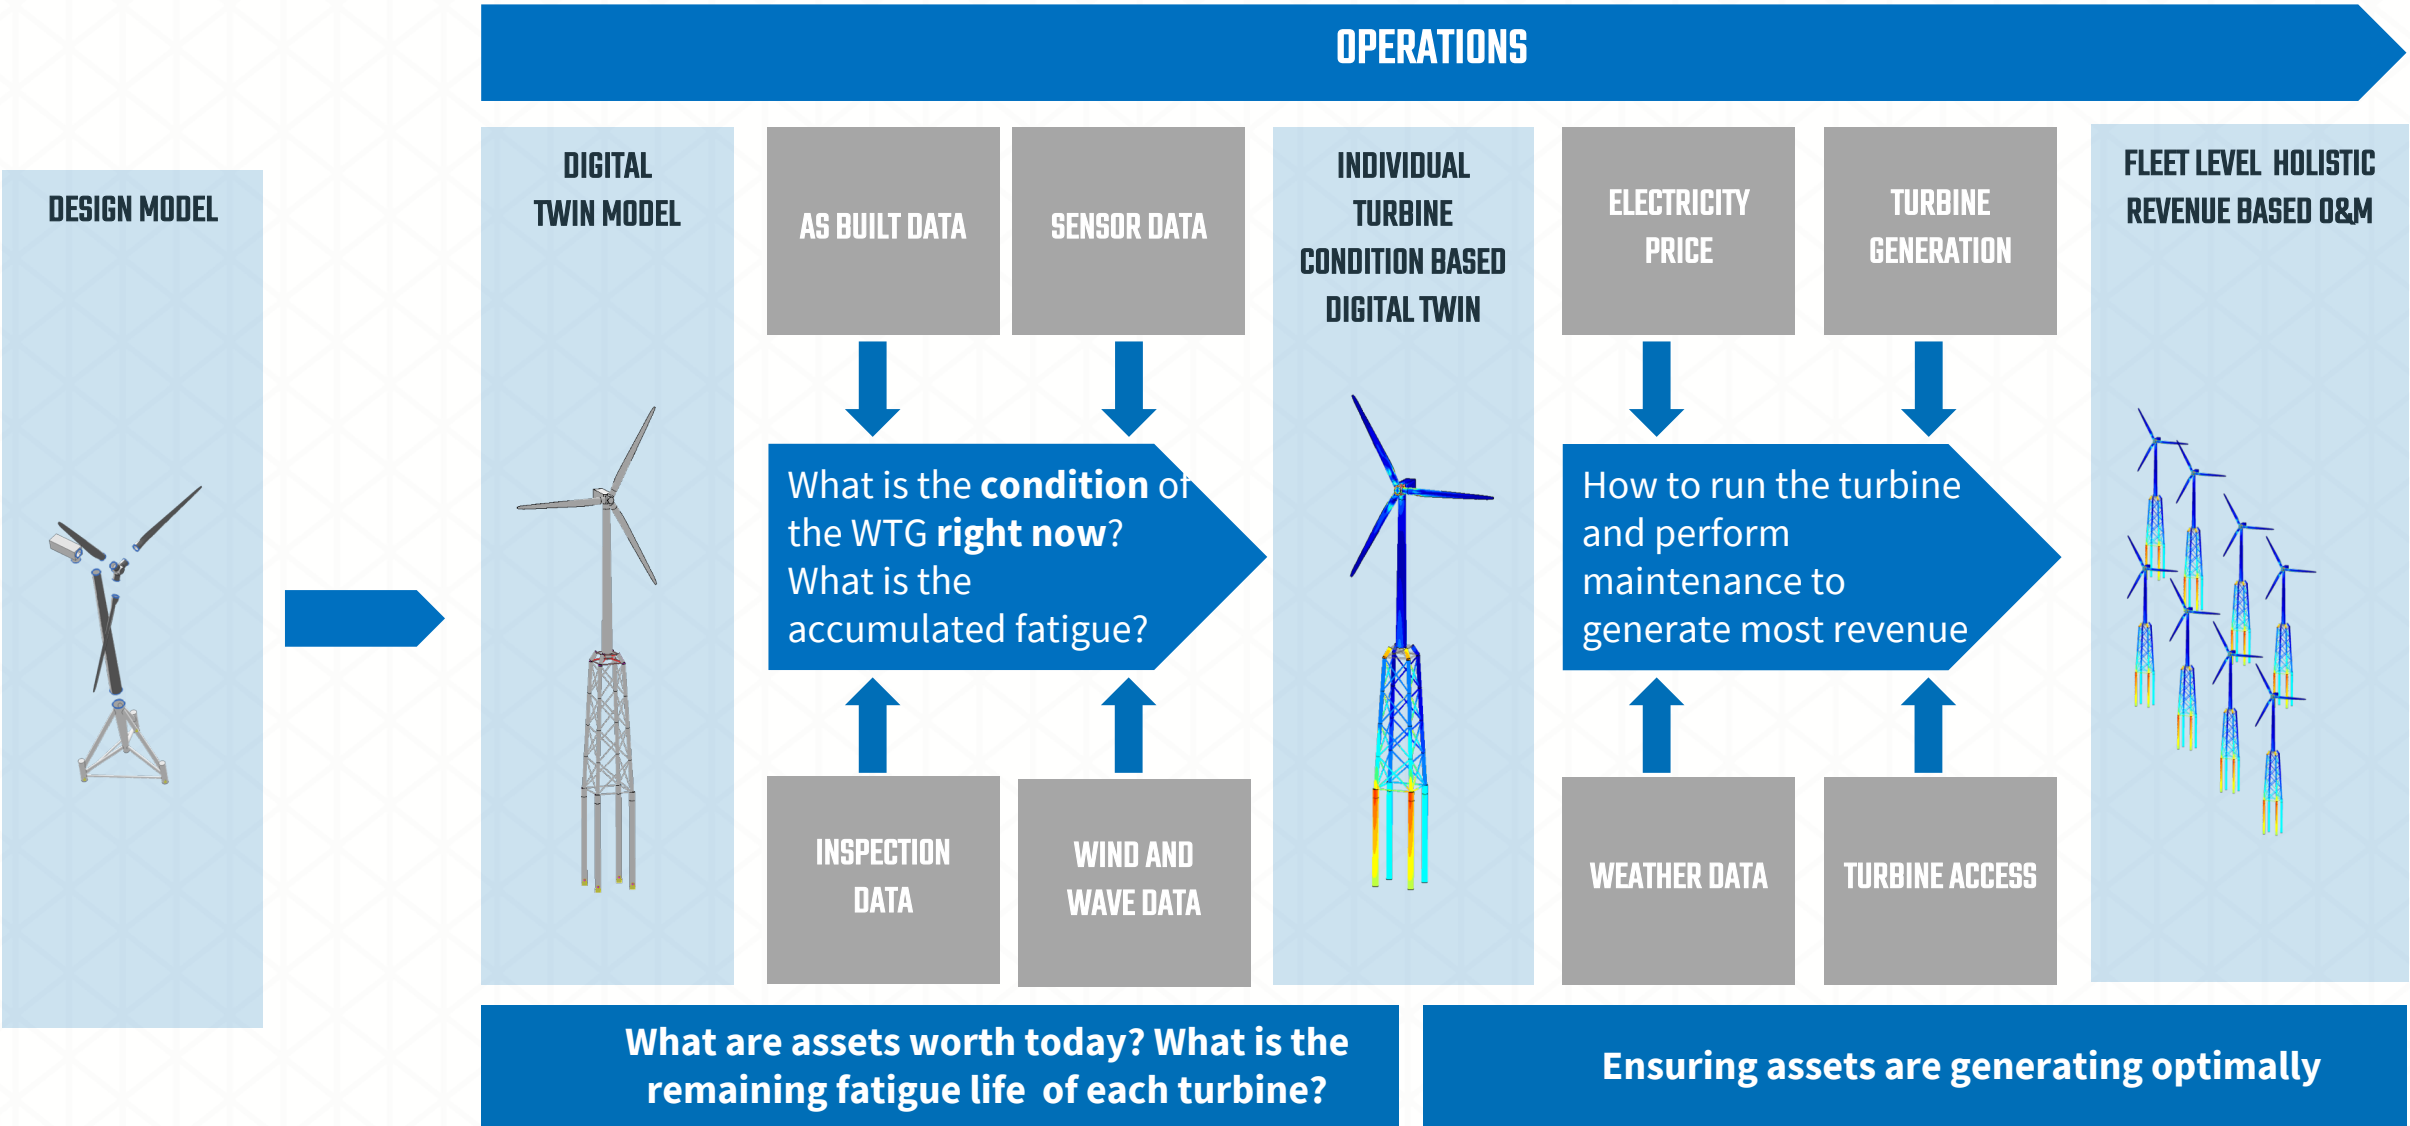 OPERATIONS
DESIGN MODEL
DIGITAL
TWIN MODEL
AS BUILT DATA
SENSOR DATA
What is the condition of
the WTG right now?
What is the
accumulated fatigue?
INSPECTION
DATA
WIND AND
WAVE DATA
INDIVIDUAL
TURBINE
CONDITION BASED
DIGITAL TWIN
ELECTRICITY
PRICE
TURBINE
GENERATION
How to run the turbine
and perform
maintenance to
generate most revenue
WEATHER DATA
TURBINE ACCESS
FLEET LEVEL HOLISTIC
REVENUE BASED O&M
What are assets worth today? What is the
remaining fatigue life of each turbine?
Ensuring assets are generating optimally